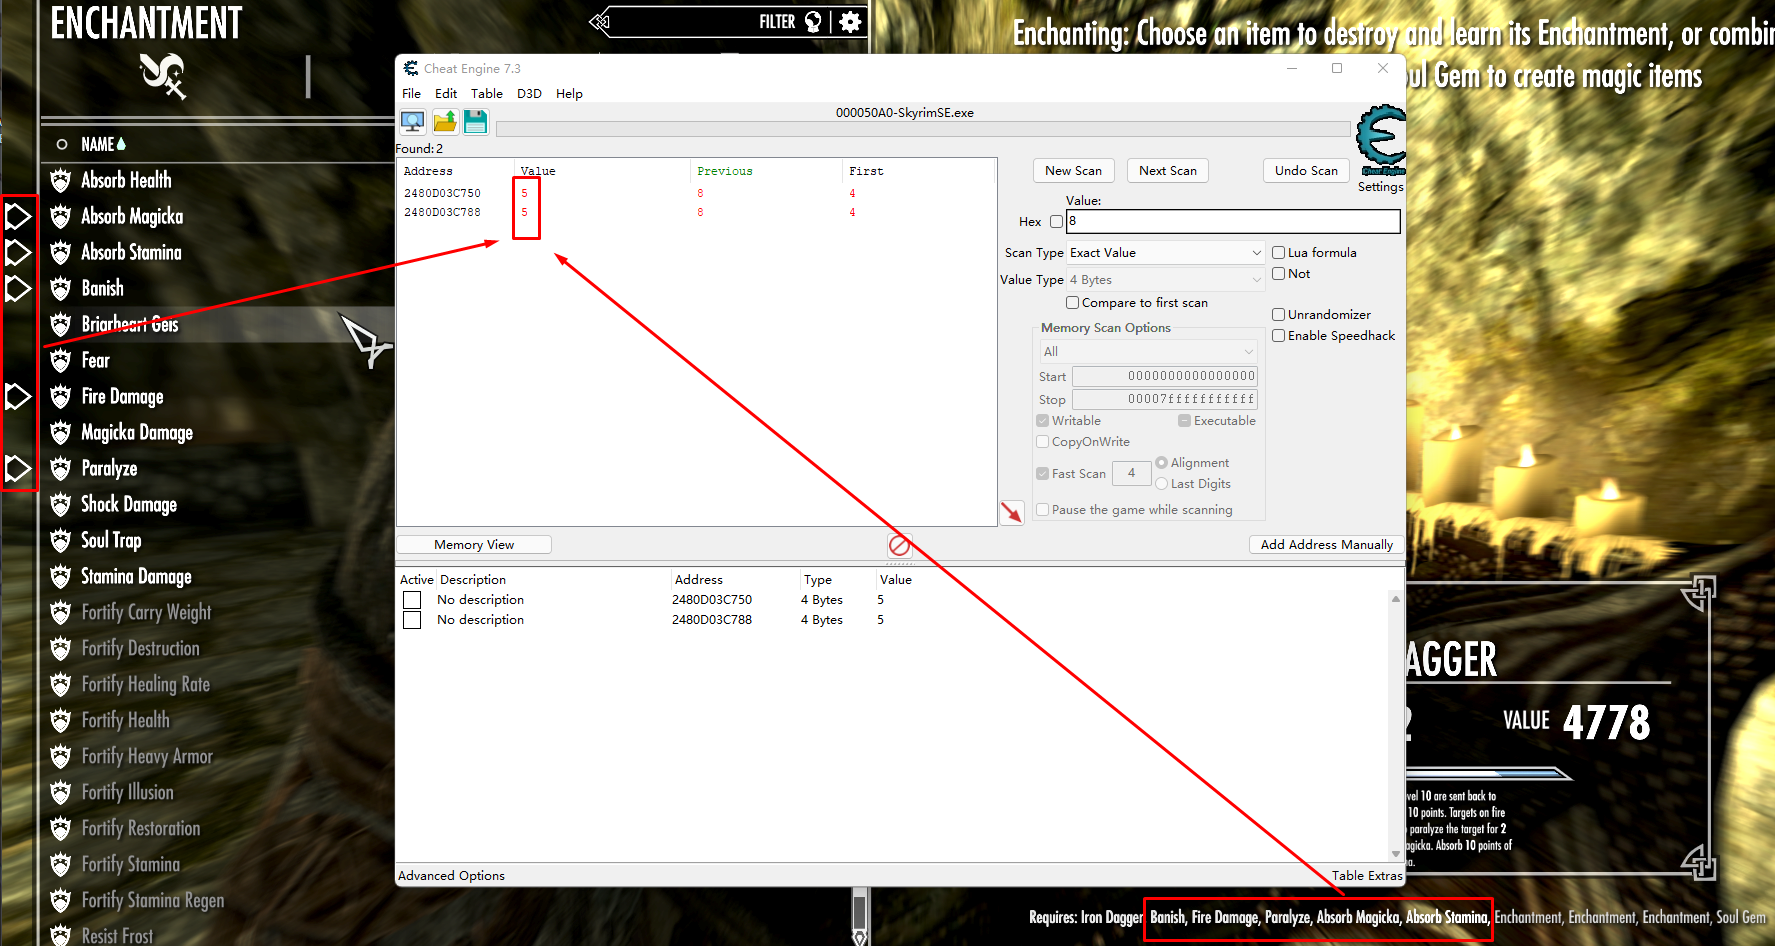 ENCHANTMENT
FILTER
Enchanting: Choose an item to destroy and learn its Enchantment, or combin
oul Gem to create magic items
NAME
Absorb Health
Absorb Magicka
Absorb Stamina
Banish
Briarheart Geis
Fear
Fire Damage
Magicka Damage
Paralyze
Shock Damage
Soul Trap
Stamina Damage
Fortify Carry Weight
Fortify Destruction
Fortify Healing Rate
Fortify Health
Fortify Heavy Armor
Fortify Illusion
Fortify Restoration
Fortify Stamina
Fortify Stamina Regen
Resist Frost
Cheat Engine 7.3
File Edit Table D3D Help
000050A0-SkyrimSE.exe
Found: 2
Address Value Previous First
2480D03C750 5 8 4
2480D03C788 5 8 4
New Scan Next Scan Undo Scan
Cheat Engine
Settings
Value:
Hex 8
Scan Type Exact Value Lua formula
Value Type 4 Bytes Not
Compare to first scan
Unrandomizer
Enable Speedhack
Memory Scan Options
All
Start 0000000000000000
Stop 00007fffffffffff
Writable Executable
CopyOnWrite
Fast Scan 4 Alignment
Last Digits
Pause the game while scanning
Memory View Add Address Manually
Active Description Address Type Value
No description 2480D03C750 4 Bytes 5
No description 2480D03C788 4 Bytes 5
Advanced Options Table Extras
AGGER
2 VALUE 4778
vel 10 are sent back to
10 points. Targets on fire
paralyze the target for 2
agicka. Absorb 10 points of
na.
Requires: Iron Dagger Banish, Fire Damage, Paralyze, Absorb Magicka, Absorb Stamina, Enchantment, Enchantment, Enchantment, Soul Gem